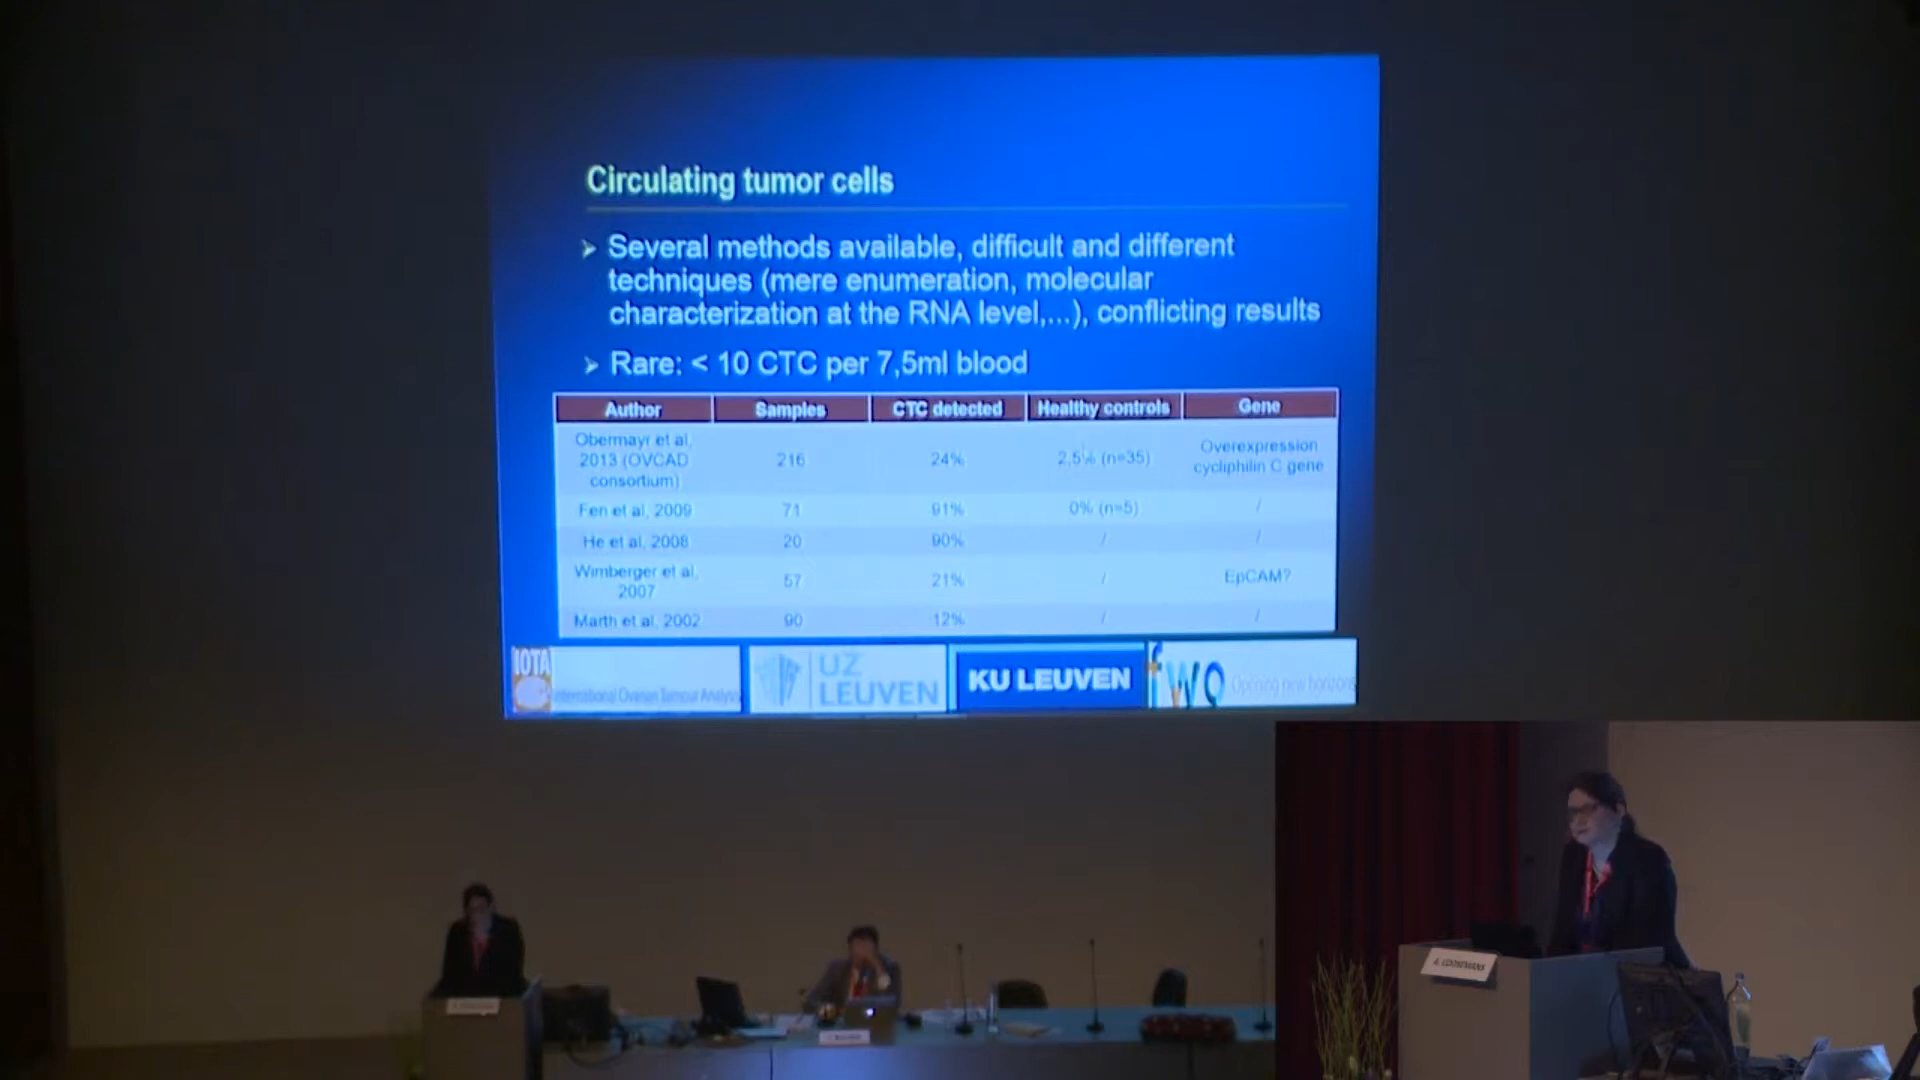 Circulating tumor cells
Several methods available, difficult and different
techniques (mere enumeration, molecular
characterization at the RNA level,...), conflicting results
Rare: < 10 CTC per 7,5ml blood
Author Samples CTC detected Healthy controls Gene
Obermayr et al,
2013 (OVCAD
consortium)
216 24% 2,5% (n=35)
Overexpression
cycliphilin C gene
Fen et al, 2009 71 91% 0% (n=5) /
He et al, 2008 20 90% / /
Wimberger et al,
2007
57 21% / EpCAM?
Marth et al, 2002 90 12% / /
IOTA
International Ovarian Tumour Analysis
UZ
LEUVEN
KU LEUVEN
fwo
Opening new horizons
A. COOSEMANS